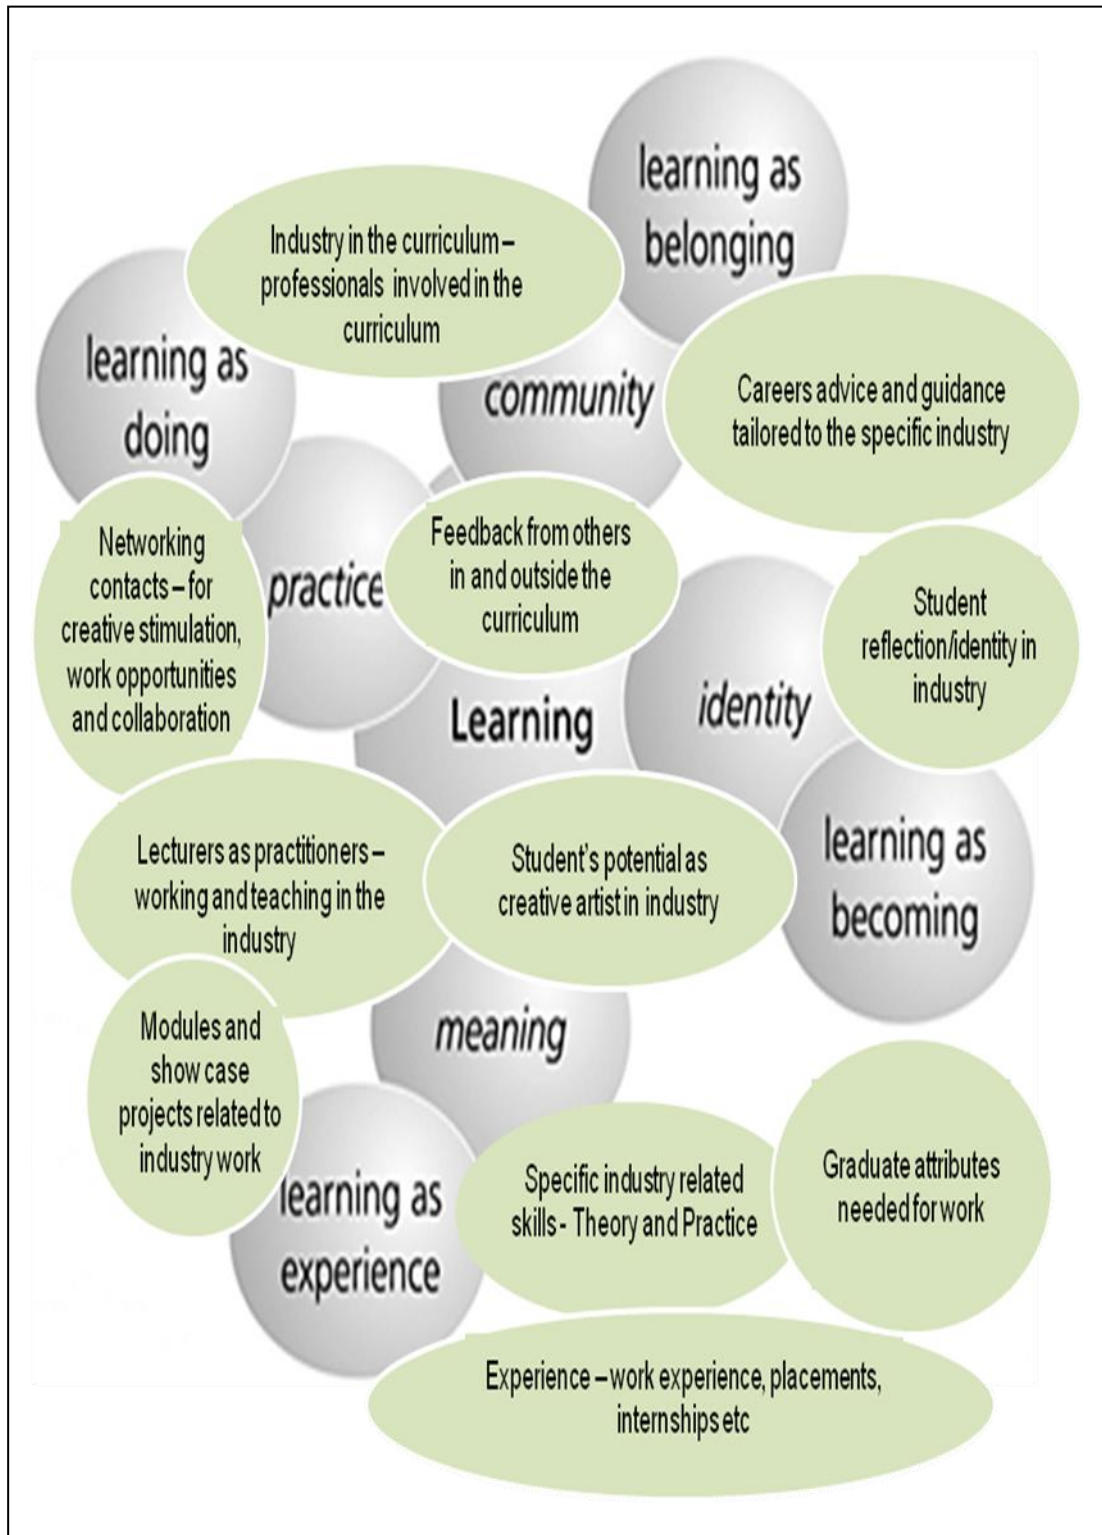 learning as
belonging
Industry in the curriculum –
professionals involved in the
curriculum
learning as
doing
community
Careers advice and guidance
tailored to the specific industry
Networking
contacts – for
creative stimulation,
work opportunities
and collaboration
practice
Feedback from others
in and outside the
curriculum
Student
reflection/identity in
industry
Learning
identity
Lecturers as practitioners –
working and teaching in the
industry
Student's potential as
creative artist in industry
learning as
becoming
Modules and
show case
projects related to
industry work
meaning
learning as
experience
Specific industry related
skills - Theory and Practice
Graduate attributes
needed for work
Experience – work experience, placements,
internships etc